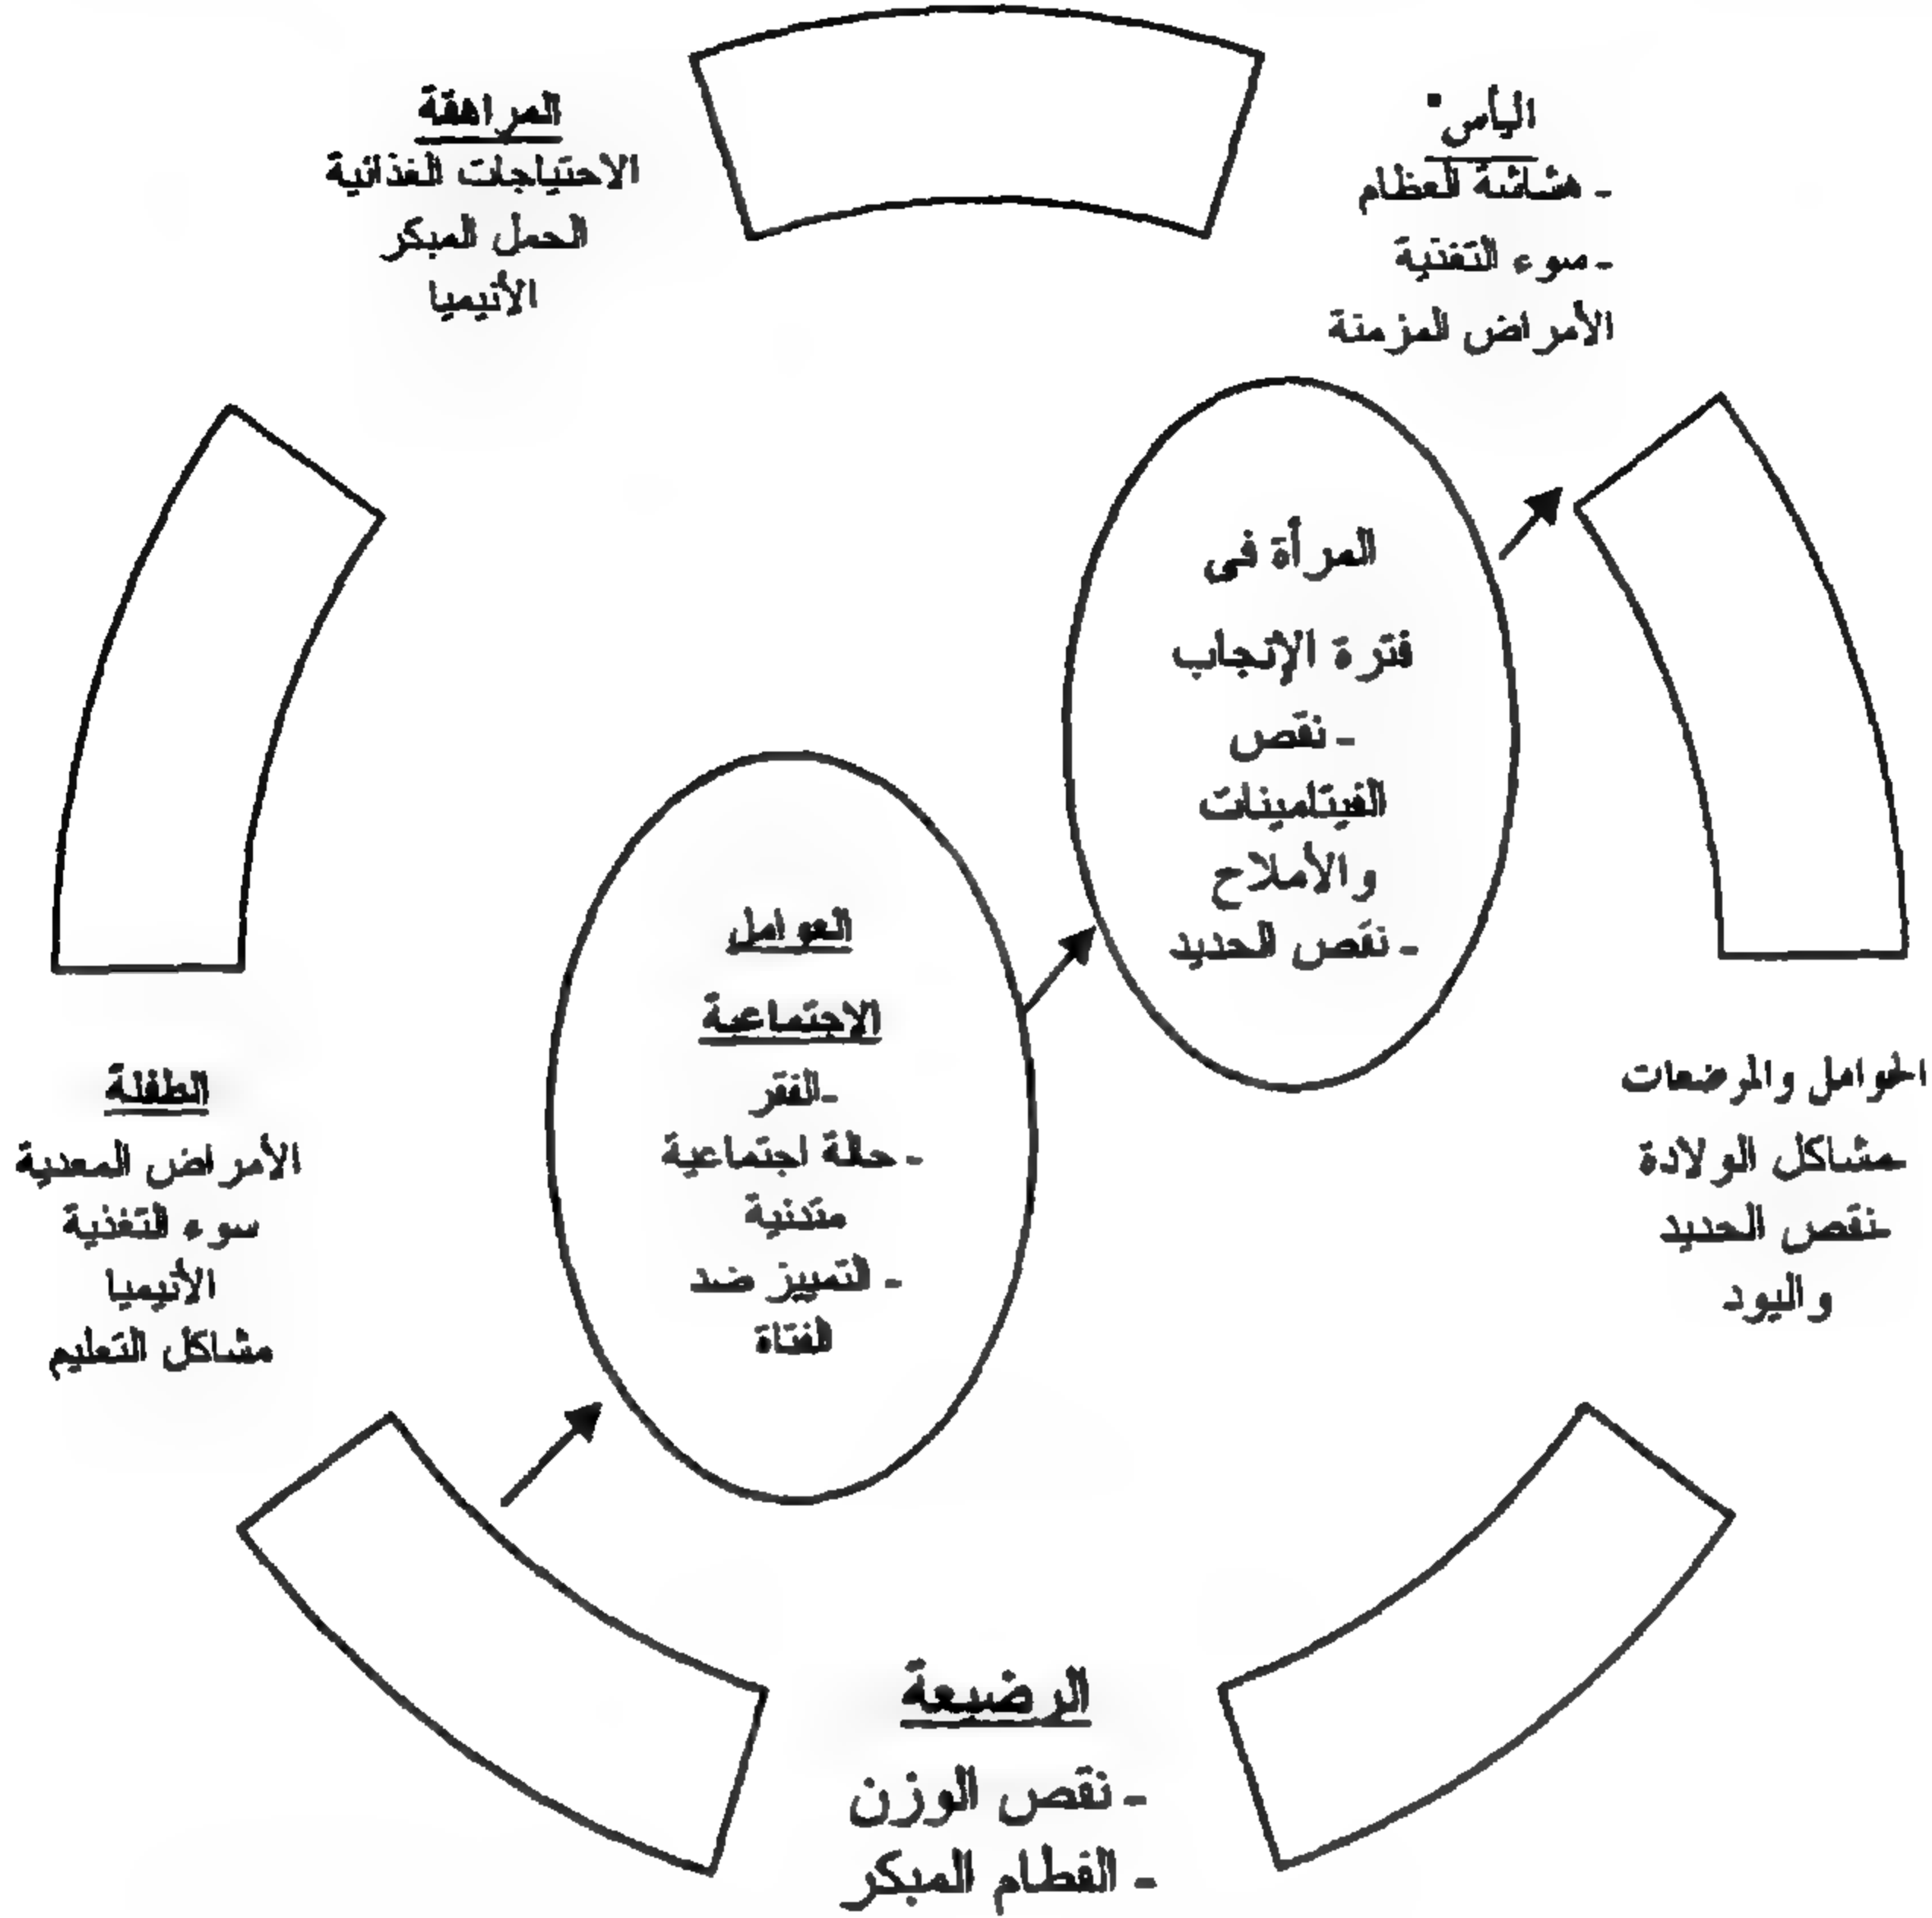 المراهقة
الاحتياجات الغذائية
الحمل المبكر
الأنيميا
اليأس
- هشاشة العظام
- سوء التغذية
الأمراض المزمنة
المرأة فى
فترة الإنجاب
- نقص
الفيتامينات
والأملاح
- نقص الحديد
العوامل
الاجتماعية
-الفقر
- حالة اجتماعية
متدنية
- التمييز ضد
الفتاة
الطفلة
الأمراض المعدية
سوء التغذية
الأنيميا
مشاكل التعليم
الحوامل والمرضعات
-مشاكل الولادة
-نقص الحديد
واليود
الرضيعة
- نقص الوزن
- الفطام المبكر